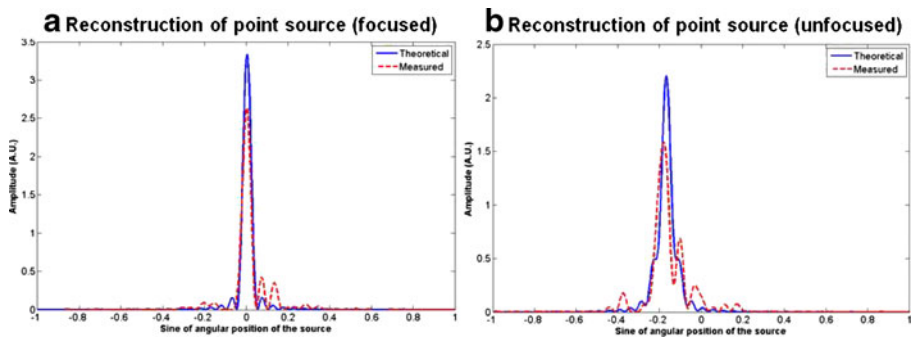 a Reconstruction of point source (focused)
3.5
3
2.5
2
1.5
1
0.5
0
Amplitude (A.U.)
Theoretical
Measured
-1 -0.8 -0.6 -0.4 -0.2 0 0.2 0.4 0.6 0.8 1
Sine of angular position of the source
b Reconstruction of point source (unfocused)
2.5
2
1.5
1
0.5
0
Amplitude (A.U.)
Theoretical
Measured
-1 -0.8 -0.6 -0.4 -0.2 0 0.2 0.4 0.6 0.8 1
Sine of angular position of the source